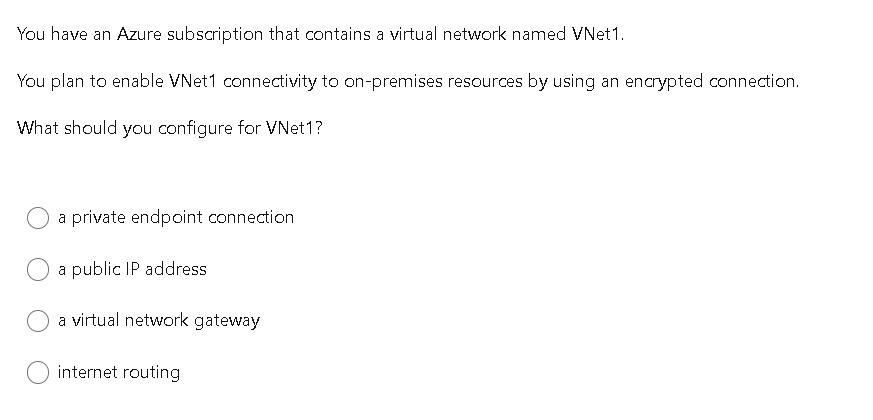 You have an Azure subscription that contains a virtual network named VNet1.
You plan to enable VNet1 connectivity to on-premises resources by using an encrypted connection.
What should you configure for VNet1?
a private endpoint connection
a public IP address
a virtual network gateway
internet routing